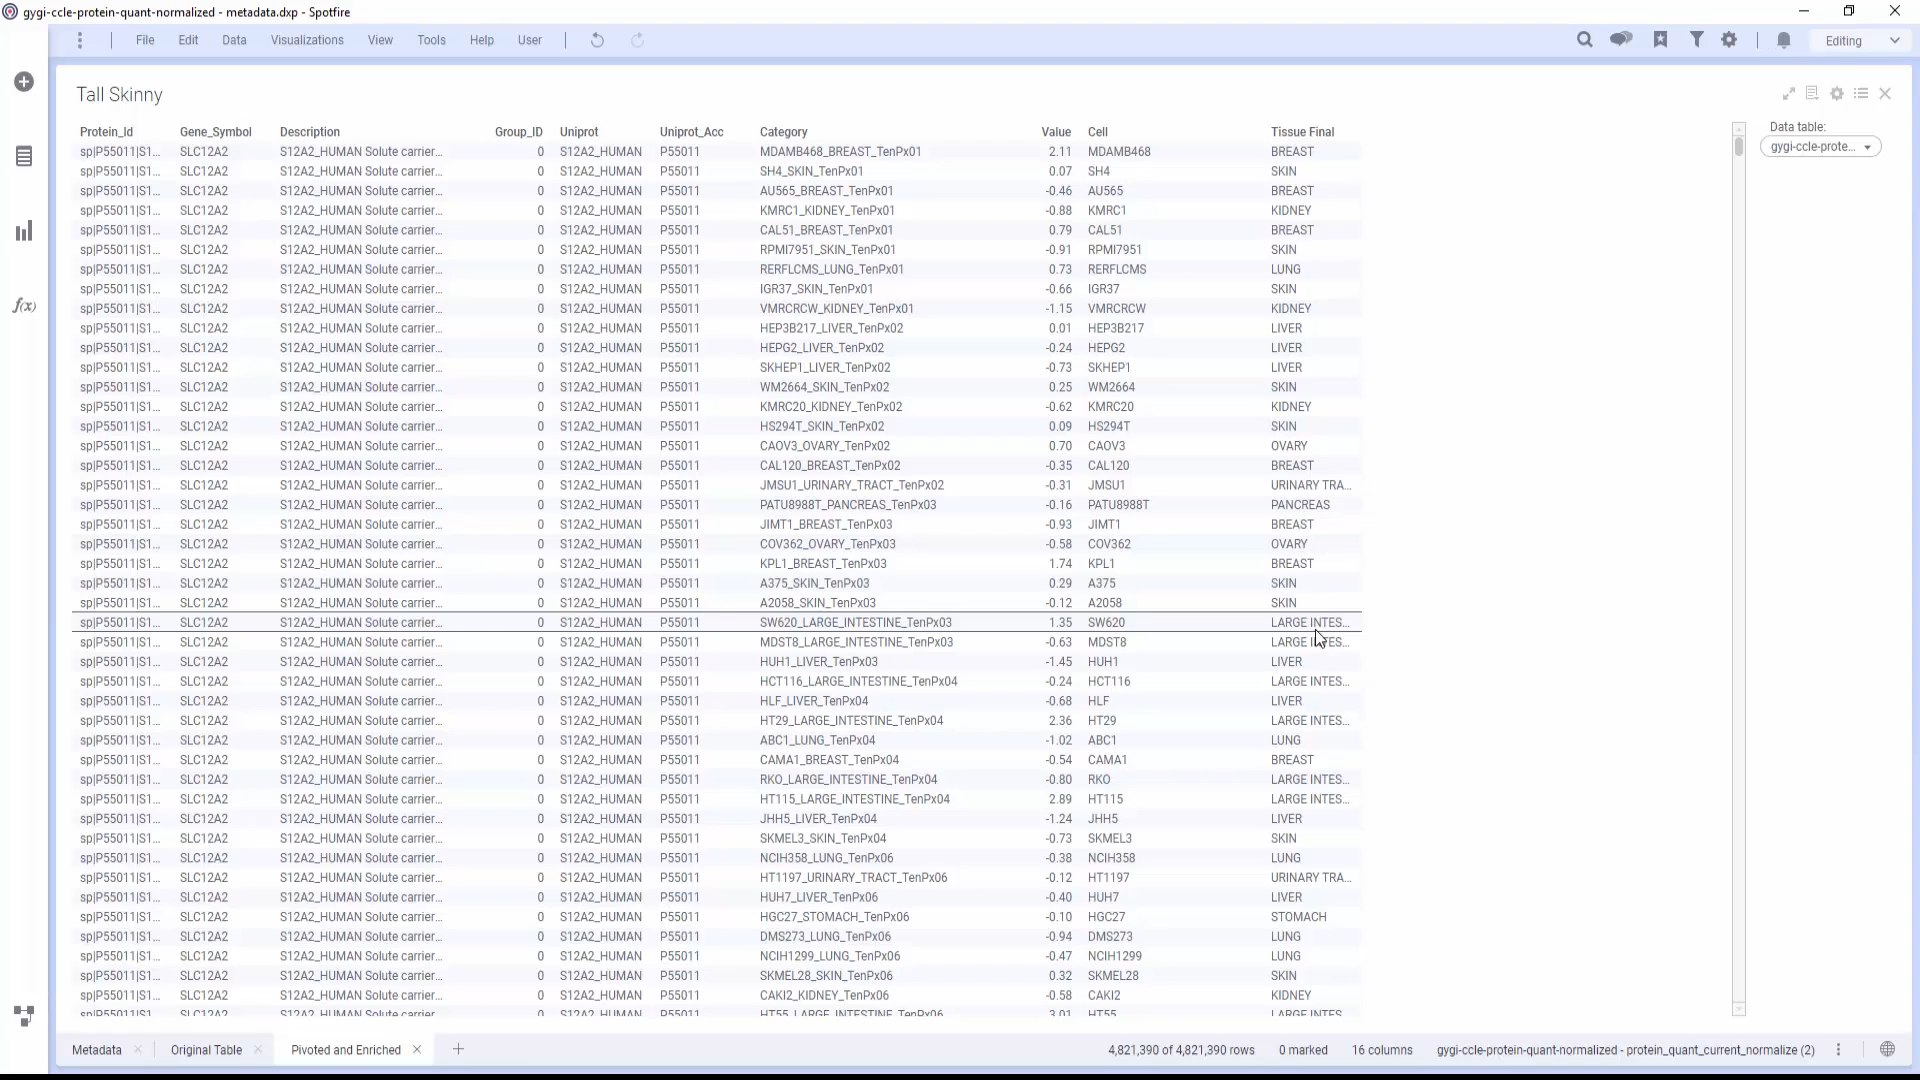 gygi-ccle-protein-quant-normalized - metadata.dxp - Spotfire
File Edit Data Visualizations View Tools Help User Editing
Tall Skinny
Data table:
gygi-ccle-prote...
f(x)
Protein_Id Gene_Symbol Description Group_ID Uniprot Uniprot_Acc Category Value Cell Tissue Final
sp|P55011|S1... SLC12A2 S12A2_HUMAN Solute carrier... 0 S12A2_HUMAN P55011 MDAMB468_BREAST_TenPx01 2.11 MDAMB468 BREAST
sp|P55011|S1... SLC12A2 S12A2_HUMAN Solute carrier... 0 S12A2_HUMAN P55011 SH4_SKIN_TenPx01 0.07 SH4 SKIN
sp|P55011|S1... SLC12A2 S12A2_HUMAN Solute carrier... 0 S12A2_HUMAN P55011 AU565_BREAST_TenPx01 -0.46 AU565 BREAST
sp|P55011|S1... SLC12A2 S12A2_HUMAN Solute carrier... 0 S12A2_HUMAN P55011 KMRC1_KIDNEY_TenPx01 -0.88 KMRC1 KIDNEY
sp|P55011|S1... SLC12A2 S12A2_HUMAN Solute carrier... 0 S12A2_HUMAN P55011 CAL51_BREAST_TenPx01 0.79 CAL51 BREAST
sp|P55011|S1... SLC12A2 S12A2_HUMAN Solute carrier... 0 S12A2_HUMAN P55011 RPMI7951_SKIN_TenPx01 -0.91 RPMI7951 SKIN
sp|P55011|S1... SLC12A2 S12A2_HUMAN Solute carrier... 0 S12A2_HUMAN P55011 RERFLCMS_LUNG_TenPx01 0.73 RERFLCMS LUNG
sp|P55011|S1... SLC12A2 S12A2_HUMAN Solute carrier... 0 S12A2_HUMAN P55011 IGR37_SKIN_TenPx01 -0.66 IGR37 SKIN
sp|P55011|S1... SLC12A2 S12A2_HUMAN Solute carrier... 0 S12A2_HUMAN P55011 VMRCRCW_KIDNEY_TenPx01 -1.15 VMRCRCW KIDNEY
sp|P55011|S1... SLC12A2 S12A2_HUMAN Solute carrier... 0 S12A2_HUMAN P55011 HEP3B217_LIVER_TenPx02 0.01 HEP3B217 LIVER
sp|P55011|S1... SLC12A2 S12A2_HUMAN Solute carrier... 0 S12A2_HUMAN P55011 HEPG2_LIVER_TenPx02 -0.24 HEPG2 LIVER
sp|P55011|S1... SLC12A2 S12A2_HUMAN Solute carrier... 0 S12A2_HUMAN P55011 SKHEP1_LIVER_TenPx02 -0.73 SKHEP1 LIVER
sp|P55011|S1... SLC12A2 S12A2_HUMAN Solute carrier... 0 S12A2_HUMAN P55011 WM2664_SKIN_TenPx02 0.25 WM2664 SKIN
sp|P55011|S1... SLC12A2 S12A2_HUMAN Solute carrier... 0 S12A2_HUMAN P55011 KMRC20_KIDNEY_TenPx02 -0.62 KMRC20 KIDNEY
sp|P55011|S1... SLC12A2 S12A2_HUMAN Solute carrier... 0 S12A2_HUMAN P55011 HS294T_SKIN_TenPx02 0.09 HS294T SKIN
sp|P55011|S1... SLC12A2 S12A2_HUMAN Solute carrier... 0 S12A2_HUMAN P55011 CAOV3_OVARY_TenPx02 0.70 CAOV3 OVARY
sp|P55011|S1... SLC12A2 S12A2_HUMAN Solute carrier... 0 S12A2_HUMAN P55011 CAL120_BREAST_TenPx02 -0.35 CAL120 BREAST
sp|P55011|S1... SLC12A2 S12A2_HUMAN Solute carrier... 0 S12A2_HUMAN P55011 JMSU1_URINARY_TRACT_TenPx02 -0.31 JMSU1 URINARY TRA...
sp|P55011|S1... SLC12A2 S12A2_HUMAN Solute carrier... 0 S12A2_HUMAN P55011 PATU8988T_PANCREAS_TenPx03 -0.16 PATU8988T PANCREAS
sp|P55011|S1... SLC12A2 S12A2_HUMAN Solute carrier... 0 S12A2_HUMAN P55011 JIMT1_BREAST_TenPx03 -0.93 JIMT1 BREAST
sp|P55011|S1... SLC12A2 S12A2_HUMAN Solute carrier... 0 S12A2_HUMAN P55011 COV362_OVARY_TenPx03 -0.58 COV362 OVARY
sp|P55011|S1... SLC12A2 S12A2_HUMAN Solute carrier... 0 S12A2_HUMAN P55011 KPL1_BREAST_TenPx03 1.74 KPL1 BREAST
sp|P55011|S1... SLC12A2 S12A2_HUMAN Solute carrier... 0 S12A2_HUMAN P55011 A375_SKIN_TenPx03 0.29 A375 SKIN
sp|P55011|S1... SLC12A2 S12A2_HUMAN Solute carrier... 0 S12A2_HUMAN P55011 A2058_SKIN_TenPx03 -0.12 A2058 SKIN
sp|P55011|S1... SLC12A2 S12A2_HUMAN Solute carrier... 0 S12A2_HUMAN P55011 SW620_LARGE_INTESTINE_TenPx03 1.35 SW620 LARGE INTES...
sp|P55011|S1... SLC12A2 S12A2_HUMAN Solute carrier... 0 S12A2_HUMAN P55011 MDST8_LARGE_INTESTINE_TenPx03 -0.63 MDST8 LARGE INTES...
sp|P55011|S1... SLC12A2 S12A2_HUMAN Solute carrier... 0 S12A2_HUMAN P55011 HUH1_LIVER_TenPx03 -1.45 HUH1 LIVER
sp|P55011|S1... SLC12A2 S12A2_HUMAN Solute carrier... 0 S12A2_HUMAN P55011 HCT116_LARGE_INTESTINE_TenPx04 -0.24 HCT116 LARGE INTES...
sp|P55011|S1... SLC12A2 S12A2_HUMAN Solute carrier... 0 S12A2_HUMAN P55011 HLF_LIVER_TenPx04 -0.68 HLF LIVER
sp|P55011|S1... SLC12A2 S12A2_HUMAN Solute carrier... 0 S12A2_HUMAN P55011 HT29_LARGE_INTESTINE_TenPx04 2.36 HT29 LARGE INTES...
sp|P55011|S1... SLC12A2 S12A2_HUMAN Solute carrier... 0 S12A2_HUMAN P55011 ABC1_LUNG_TenPx04 -1.02 ABC1 LUNG
sp|P55011|S1... SLC12A2 S12A2_HUMAN Solute carrier... 0 S12A2_HUMAN P55011 CAMA1_BREAST_TenPx04 -0.54 CAMA1 BREAST
sp|P55011|S1... SLC12A2 S12A2_HUMAN Solute carrier... 0 S12A2_HUMAN P55011 RKO_LARGE_INTESTINE_TenPx04 -0.80 RKO LARGE INTES...
sp|P55011|S1... SLC12A2 S12A2_HUMAN Solute carrier... 0 S12A2_HUMAN P55011 HT115_LARGE_INTESTINE_TenPx04 2.89 HT115 LARGE INTES...
sp|P55011|S1... SLC12A2 S12A2_HUMAN Solute carrier... 0 S12A2_HUMAN P55011 JHH5_LIVER_TenPx04 -1.24 JHH5 LIVER
sp|P55011|S1... SLC12A2 S12A2_HUMAN Solute carrier... 0 S12A2_HUMAN P55011 SKMEL3_SKIN_TenPx04 -0.73 SKMEL3 SKIN
sp|P55011|S1... SLC12A2 S12A2_HUMAN Solute carrier... 0 S12A2_HUMAN P55011 NCIH358_LUNG_TenPx06 -0.38 NCIH358 LUNG
sp|P55011|S1... SLC12A2 S12A2_HUMAN Solute carrier... 0 S12A2_HUMAN P55011 HT1197_URINARY_TRACT_TenPx06 -0.12 HT1197 URINARY TRA...
sp|P55011|S1... SLC12A2 S12A2_HUMAN Solute carrier... 0 S12A2_HUMAN P55011 HUH7_LIVER_TenPx06 -0.40 HUH7 LIVER
sp|P55011|S1... SLC12A2 S12A2_HUMAN Solute carrier... 0 S12A2_HUMAN P55011 HGC27_STOMACH_TenPx06 -0.10 HGC27 STOMACH
sp|P55011|S1... SLC12A2 S12A2_HUMAN Solute carrier... 0 S12A2_HUMAN P55011 DMS273_LUNG_TenPx06 -0.94 DMS273 LUNG
sp|P55011|S1... SLC12A2 S12A2_HUMAN Solute carrier... 0 S12A2_HUMAN P55011 NCIH1299_LUNG_TenPx06 -0.47 NCIH1299 LUNG
sp|P55011|S1... SLC12A2 S12A2_HUMAN Solute carrier... 0 S12A2_HUMAN P55011 SKMEL28_SKIN_TenPx06 0.32 SKMEL28 SKIN
sp|P55011|S1... SLC12A2 S12A2_HUMAN Solute carrier... 0 S12A2_HUMAN P55011 CAKI2_KIDNEY_TenPx06 -0.58 CAKI2 KIDNEY
sp|P55011|S1... SLC12A2 S12A2_HUMAN Solute carrier... 0 S12A2_HUMAN P55011 HT55_LARGE_INTESTINE_TenPx06 3.01 HT55 LARGE INTES...
Metadata Original Table Pivoted and Enriched 4,821,390 of 4,821,390 rows 0 marked 16 columns gygi-ccle-protein-quant-normalized - protein_quant_current_normalize (2)